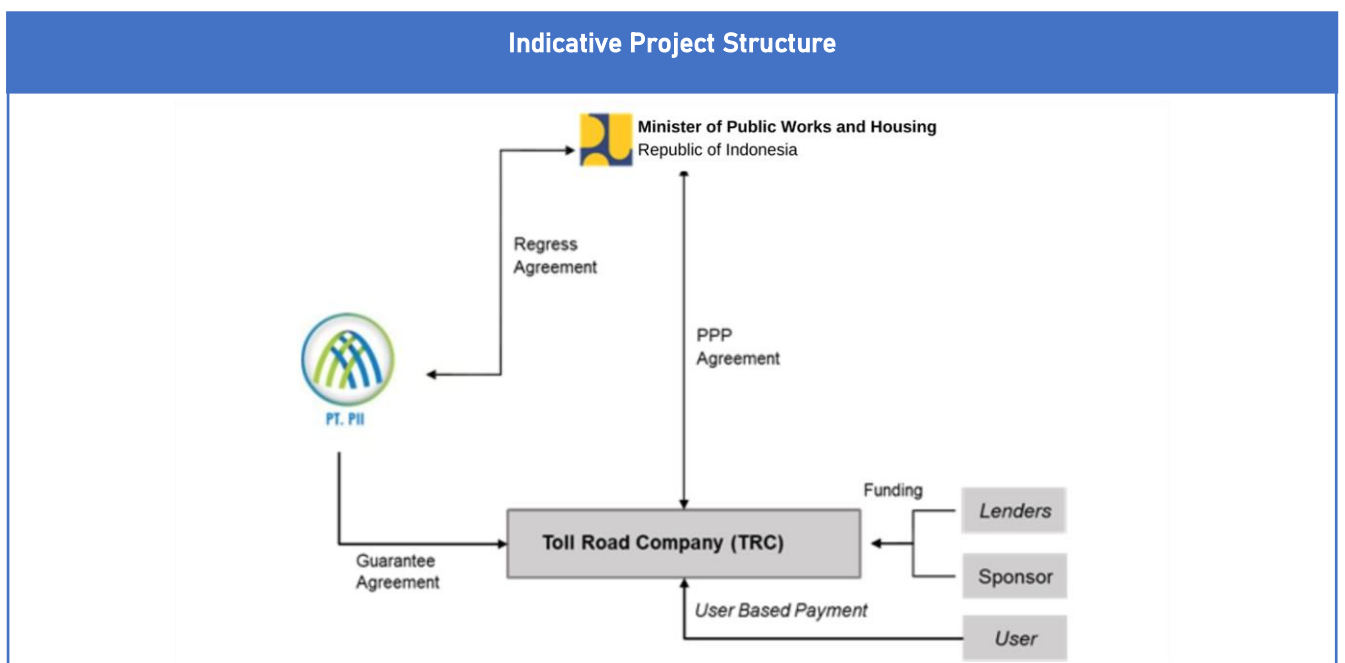 Indicative Project Structure
Minister of Public Works and Housing
Republic of Indonesia
Regress
Agreement
PPP
Agreement
PT. PII
Funding
Lenders
Toll Road Company (TRC)
Guarantee
Agreement
Sponsor
User Based Payment
User